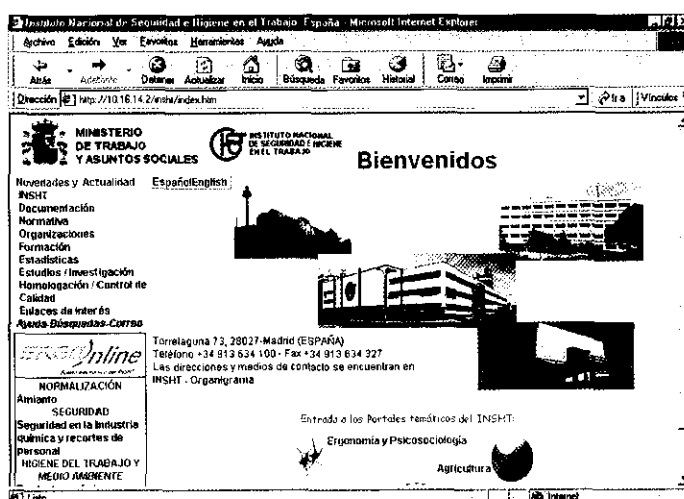 Instituto Nacional de Seguridad e Higiene en el Trabajo. España - Microsoft Internet Explorer
Archivo Edición Ver Favoritos Herramientas Ayuda
Atrás Adelante Detener Actualizar Inicio Búsqueda Favoritos Historial Correo Imprimir
Dirección http://10.16.14.2/insht/index.htm Ir a Vínculos
MINISTERIO
DE TRABAJO
Y ASUNTOS SOCIALES
INSTITUTO NACIONAL
DE SEGURIDAD E HIGIENE
EN EL TRABAJO
Bienvenidos
Novedades y Actualidad
Español English
INSHT
Documentación
Normativa
Organizaciones
Formación
Estadísticas
Estudios / Investigación
Homologación / Control de
Calidad
Enlaces de interés
Ayuda-Búsquedas-Correo
Online
NORMALIZACIÓN
Amianto
SEGURIDAD
Seguridad en la industria
química y recortes de
personal
HIGIENE DEL TRABAJO Y
MEDIO AMBIENTE
Torrelaguna 73, 28027-Madrid (ESPAÑA)
Teléfono +34 913 634 100 - Fax +34 913 634 327
Las direcciones y medios de contacto se encuentran en
INSHT - Organigrama
Entrada a los Portales temáticos del INSHT:
Ergonomía y Psicosociología
Agricultura
Listo
Internet